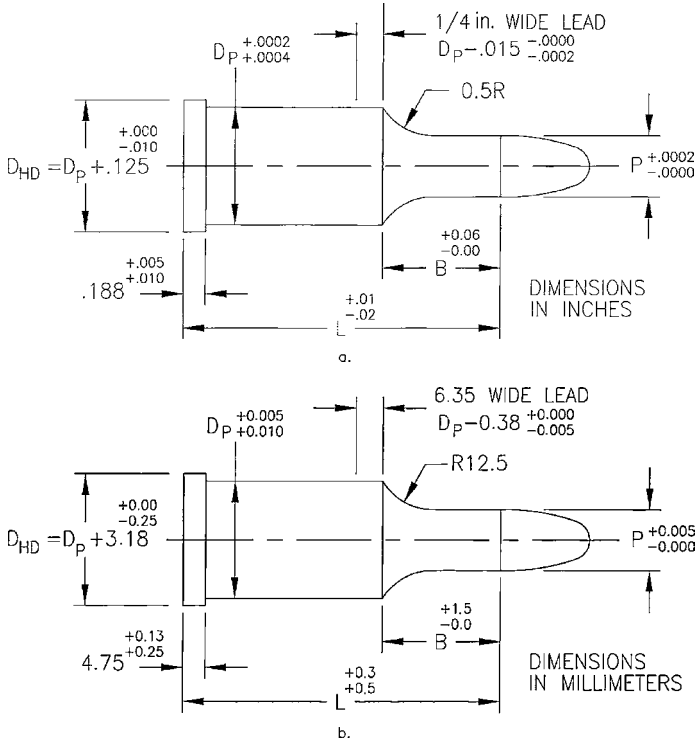 1/4 in. WIDE LEAD
D_P-.015 -.0000 -.0002
D_P +.0002 +.0004
0.5R
D_HD = D_P +.125 +.000 -.010
P +.0002 -.0000
B +0.06 -0.00
.188 +.005 +.010
L +.01 -.02
DIMENSIONS
IN INCHES
a.
6.35 WIDE LEAD
D_P-0.38 +0.000 -0.005
D_P +0.005 +0.010
R12.5
D_HD = D_P +3.18 +0.00 -0.25
P +0.005 -0.000
B +1.5 -0.0
4.75 +0.13 +0.25
L +0.3 +0.5
DIMENSIONS
IN MILLIMETERS
b.